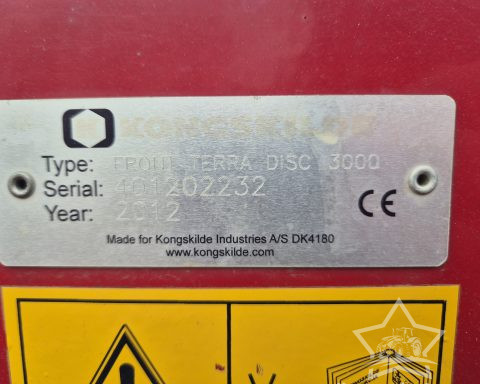 KONGSKILDE
Type: FRONT TERRA DISC 3000
Serial: 401202232
Year: 2012
CE
Made for Kongskilde Industries A/S DK4180
www.kongskilde.com